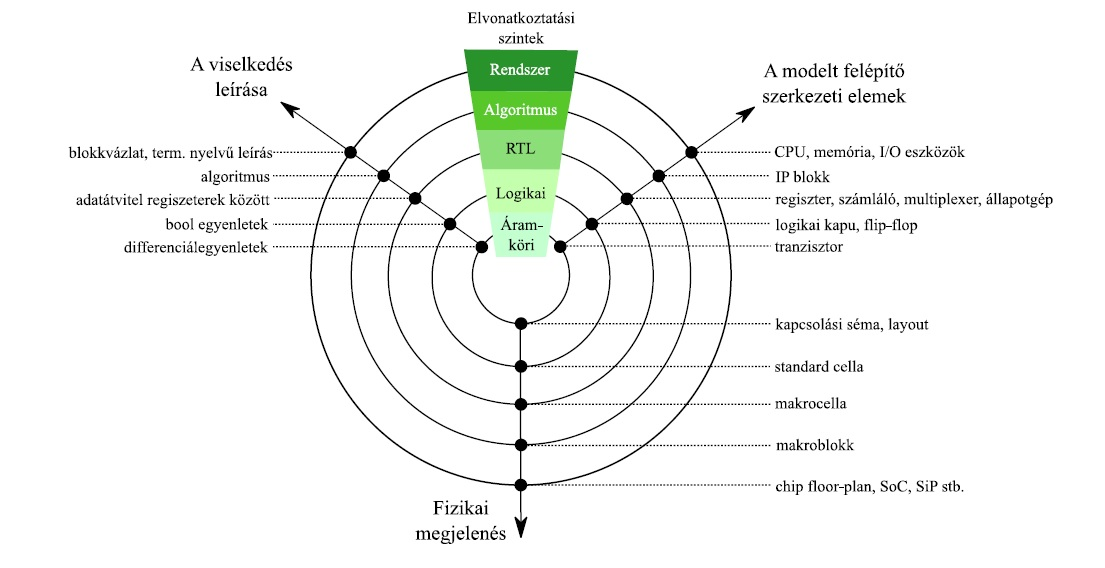 Elvonatkoztatási
szintek
Rendszer
Algoritmus
RTL
Logikai
Áram-
köri
A viselkedés
leírása
blokkvázlat, term. nyelvű leírás
algoritmus
adatátvitel regiszeterek között
bool egyenletek
differenciálegyenletek
A modelt felépítő
szerkezeti elemek
CPU, memória, I/O eszközök
IP blokk
regiszter, számláló, multiplexer, állapotgép
logikai kapu, flip-flop
tranzisztor
kapcsolási séma, layout
standard cella
makrocella
makroblokk
chip floor-plan, SoC, SiP stb.
Fizikai
megjelenés